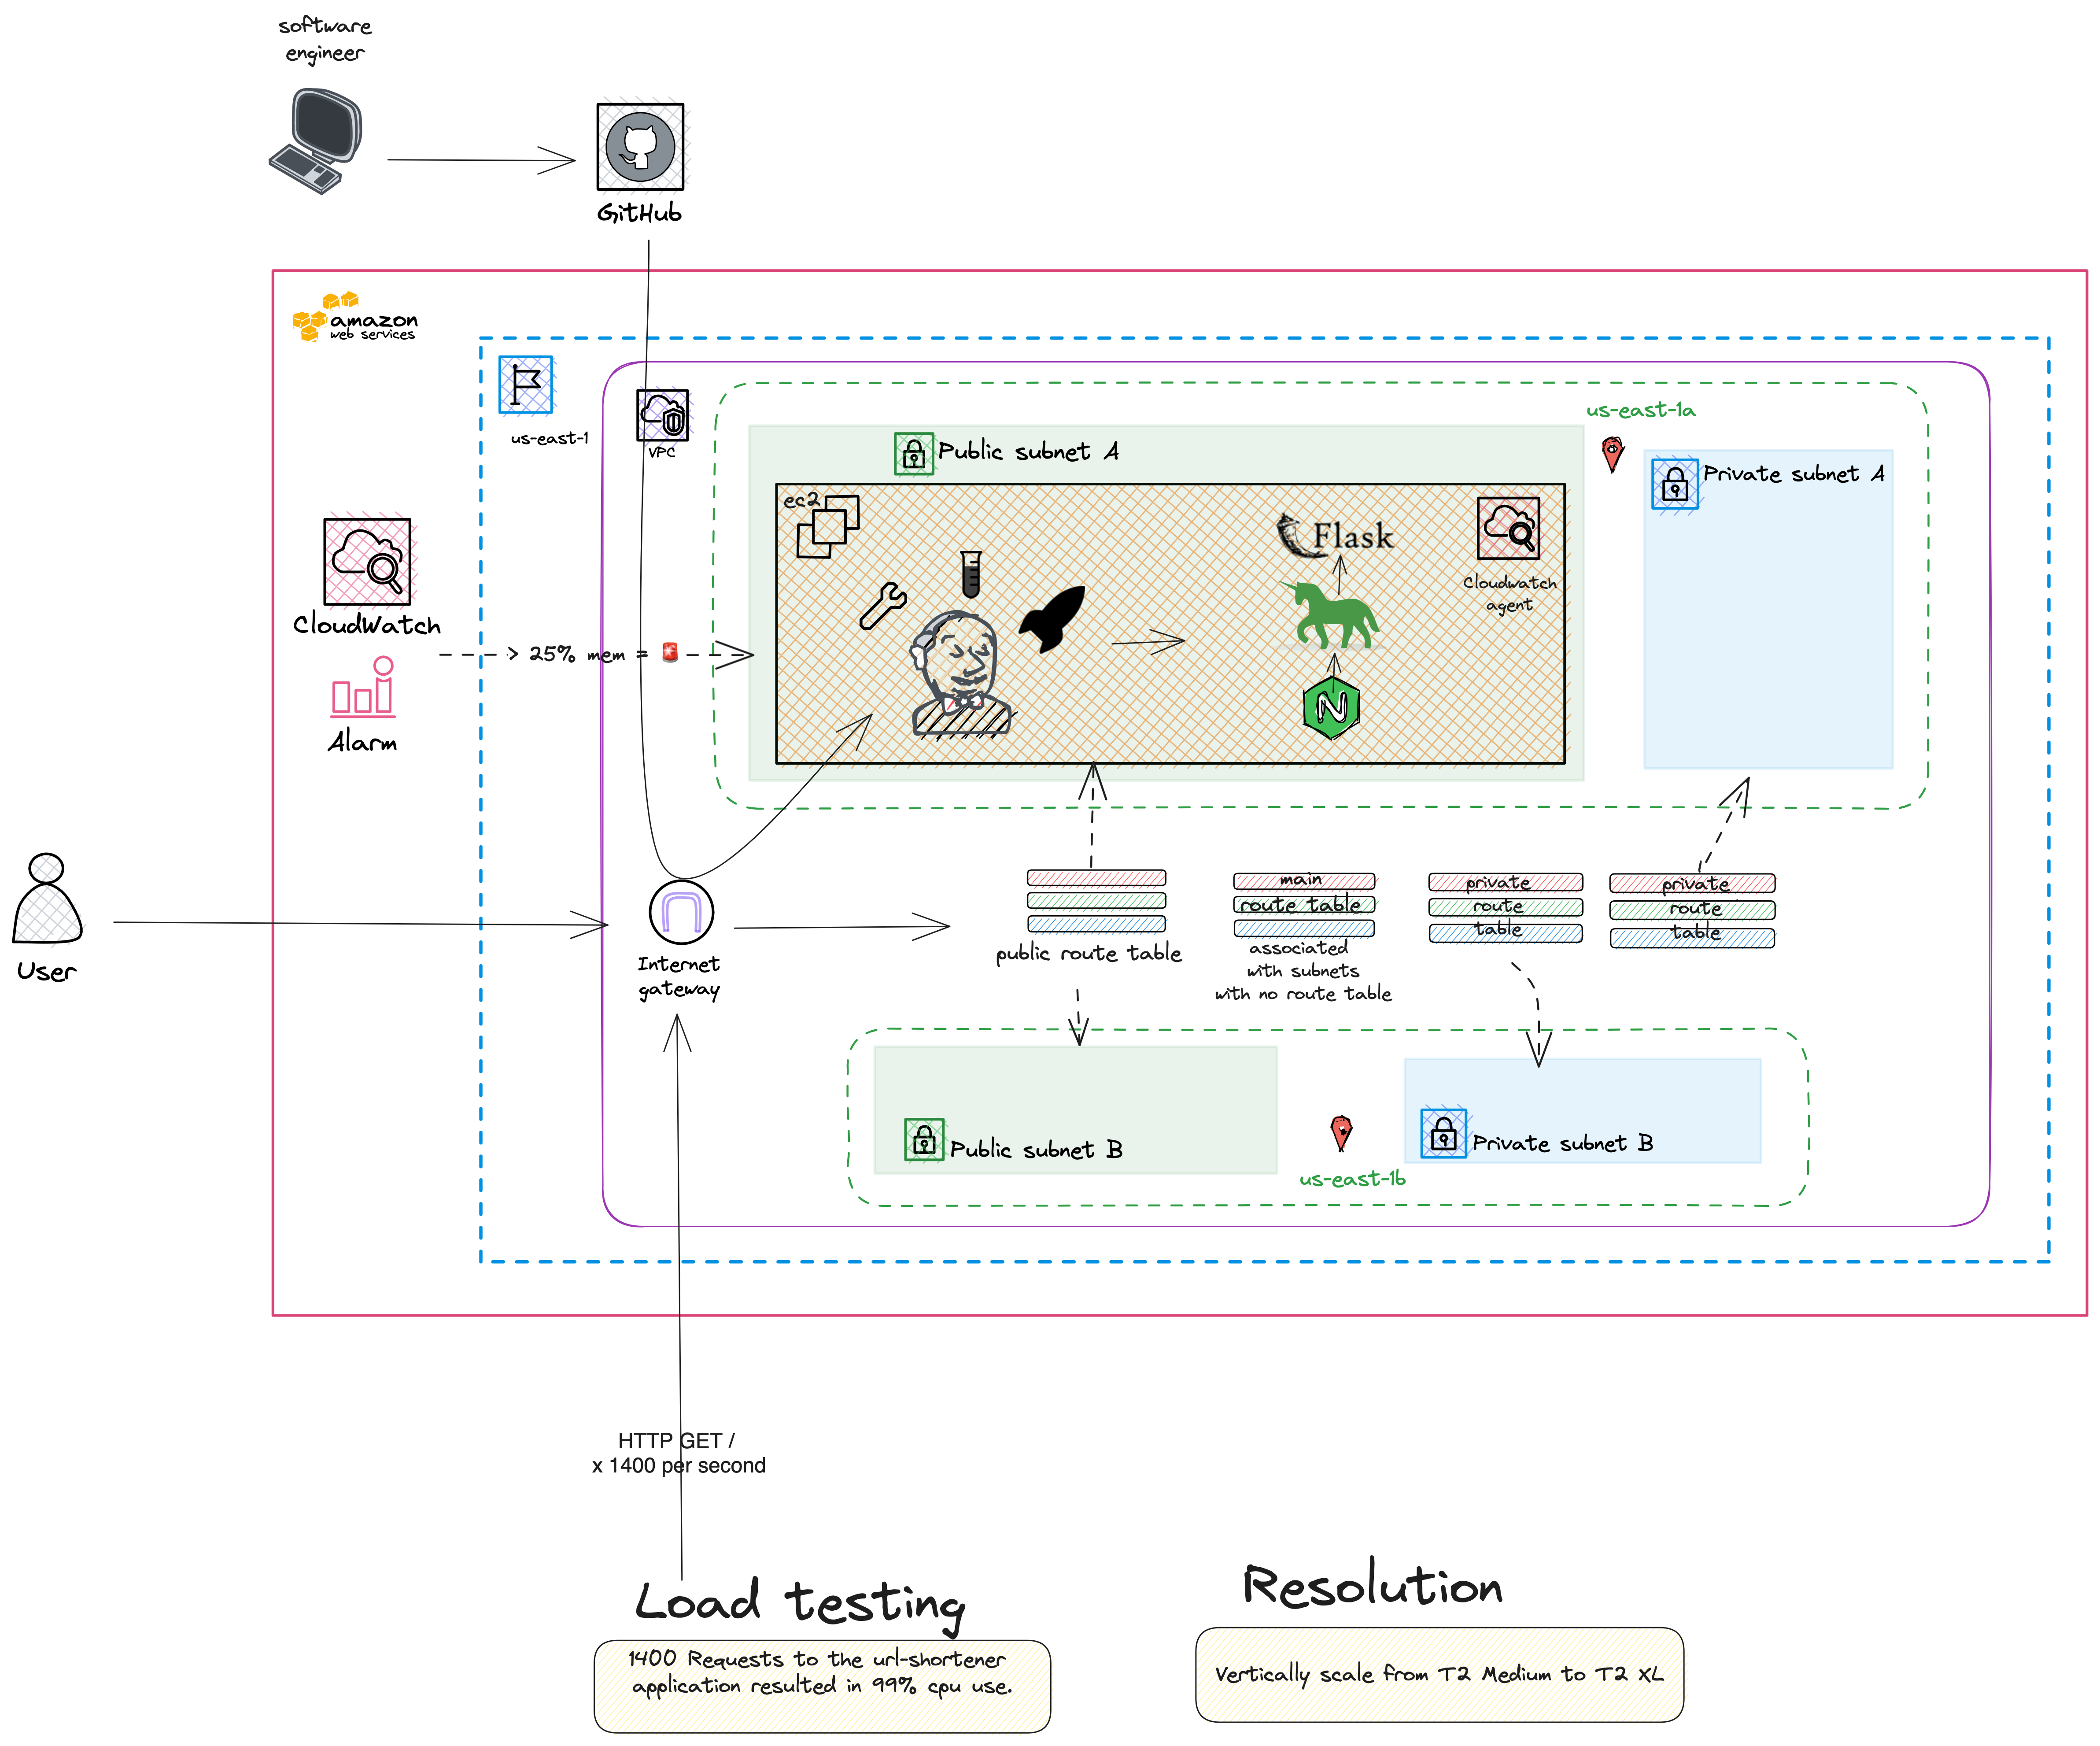 software
engineer
GitHub
amazon
web services
us-east-1
VPC
us-east-1a
Public subnet A
Private subnet A
ec2
Flask
Cloudwatch
agent
CloudWatch
> 25% mem =
Alarm
N
User
Internet
gateway
public route table
main
route table
associated
with subnets
with no route table
private
route
table
private
route
table
Public subnet B
Private subnet B
us-east-1b
HTTP GET /
x 1400 per second
Load testing
1400 Requests to the url-shortener
application resulted in 99% cpu use.
Resolution
Vertically scale from T2 Medium to T2 XL